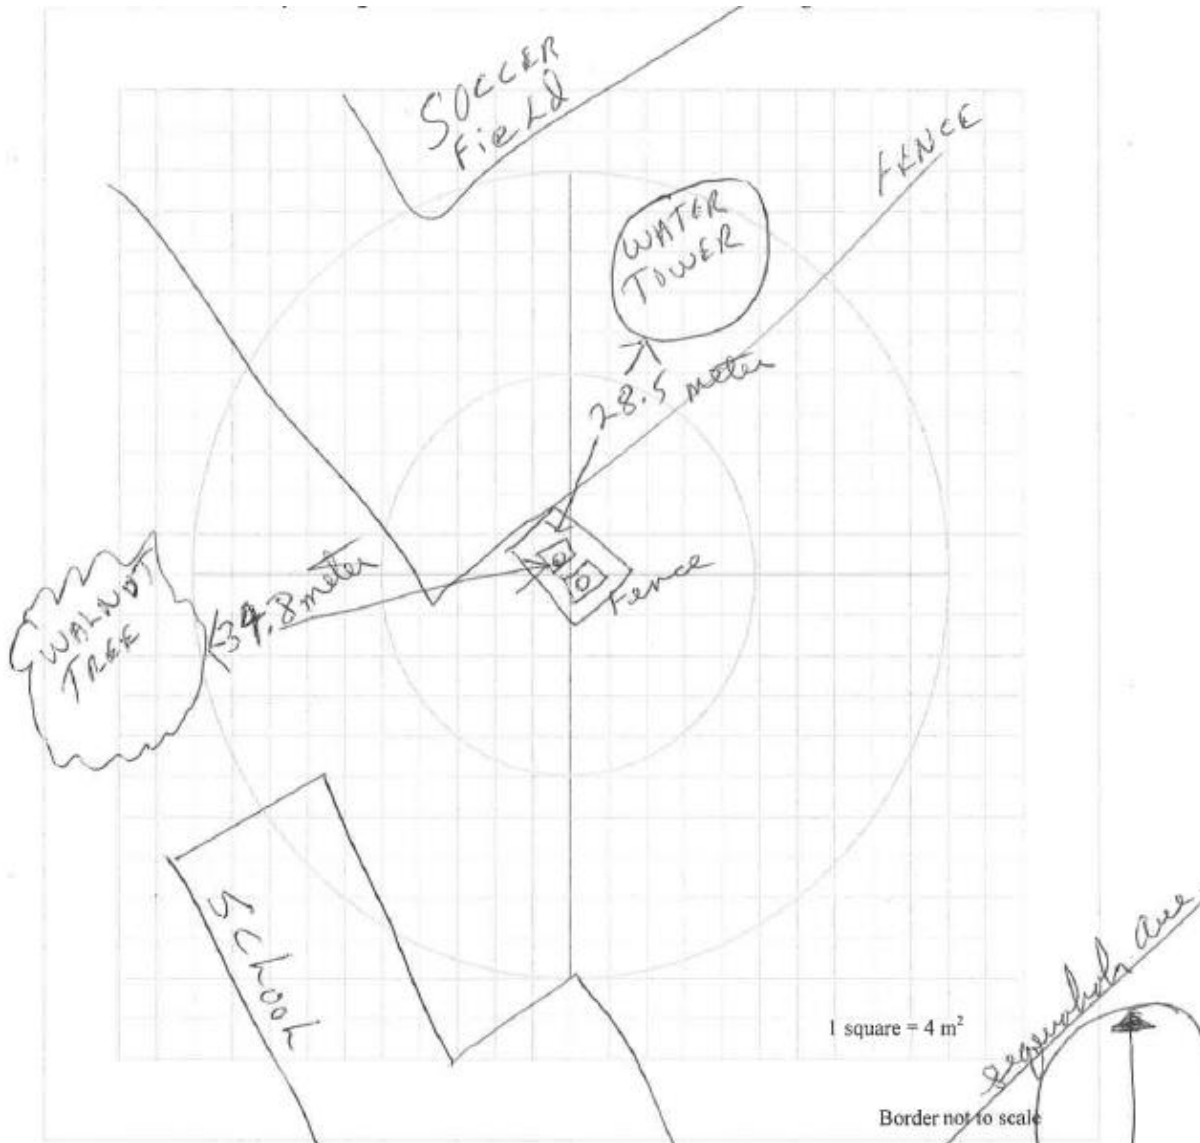 SOCCER
Field
FENCE
WATER
TOWER
28.5 meter
34.8 meter
WALNUT
TREE
Fence
School
1 square = 4 m²
ave
Border not to scale